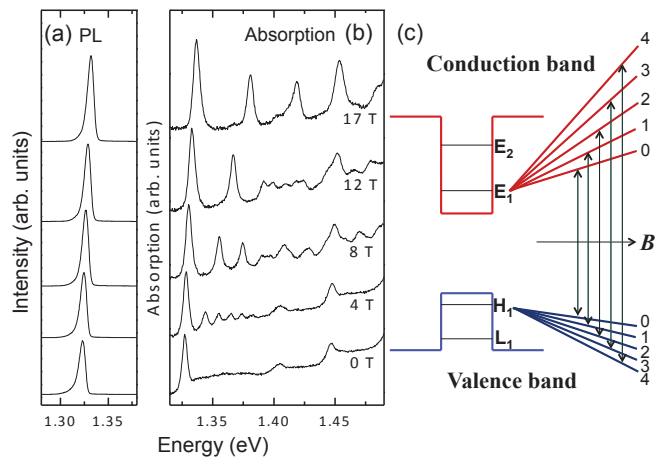 (a) PL
Intensity (arb. units)
1.30 1.35
Absorption (b)
Absorption (arb. units)
17 T
12 T
8 T
4 T
0 T
1.35 1.40 1.45
Energy (eV)
(c)
Conduction band
E2
E1
4
3
2
1
0
B
H1
L1
0
1
2
3
4
Valence band